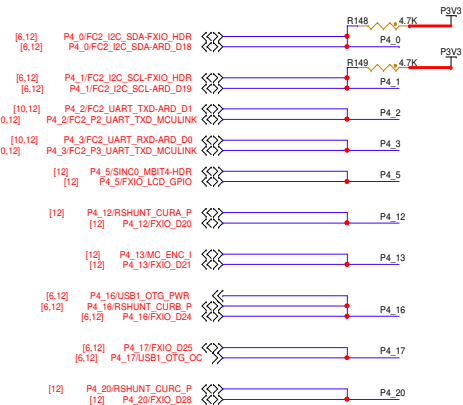 P3V3
R148 4.7K
[6,12] P4_0/FC2_I2C_SDA-FXIO_HDR
[6,12] P4_0/FC2_I2C_SDA-ARD_D18 P4_0
P3V3
R149 4.7K
[6,12] P4_1/FC2_I2C_SCL-FXIO_HDR
[6,12] P4_1/FC2_I2C_SCL-ARD_D19 P4_1
[10,12] P4_2/FC2_UART_TXD-ARD_D1
0,12] P4_2/FC2_P2_UART_TXD_MCULINK P4_2
[10,12] P4_3/FC2_UART_RXD-ARD_D0
0,12] P4_3/FC2_P3_UART_TXD_MCULINK P4_3
[12] P4_5/SINC0_MBIT4-HDR
[12] P4_5/FXIO_LCD_GPIO P4_5
[12] P4_12/RSHUNT_CURA_P
[12] P4_12/FXIO_D20 P4_12
[12] P4_13/MC_ENC_I
[12] P4_13/FXIO_D21 P4_13
[6,12] P4_16/USB1_OTG_PWR
[6,12] P4_16/RSHUNT_CURB_P
[6,12] P4_16/FXIO_D24 P4_16
[6,12] P4_17/FXIO_D25
[6,12] P4_17/USB1_OTG_OC P4_17
[12] P4_20/RSHUNT_CURC_P
[12] P4_20/FXIO_D28 P4_20